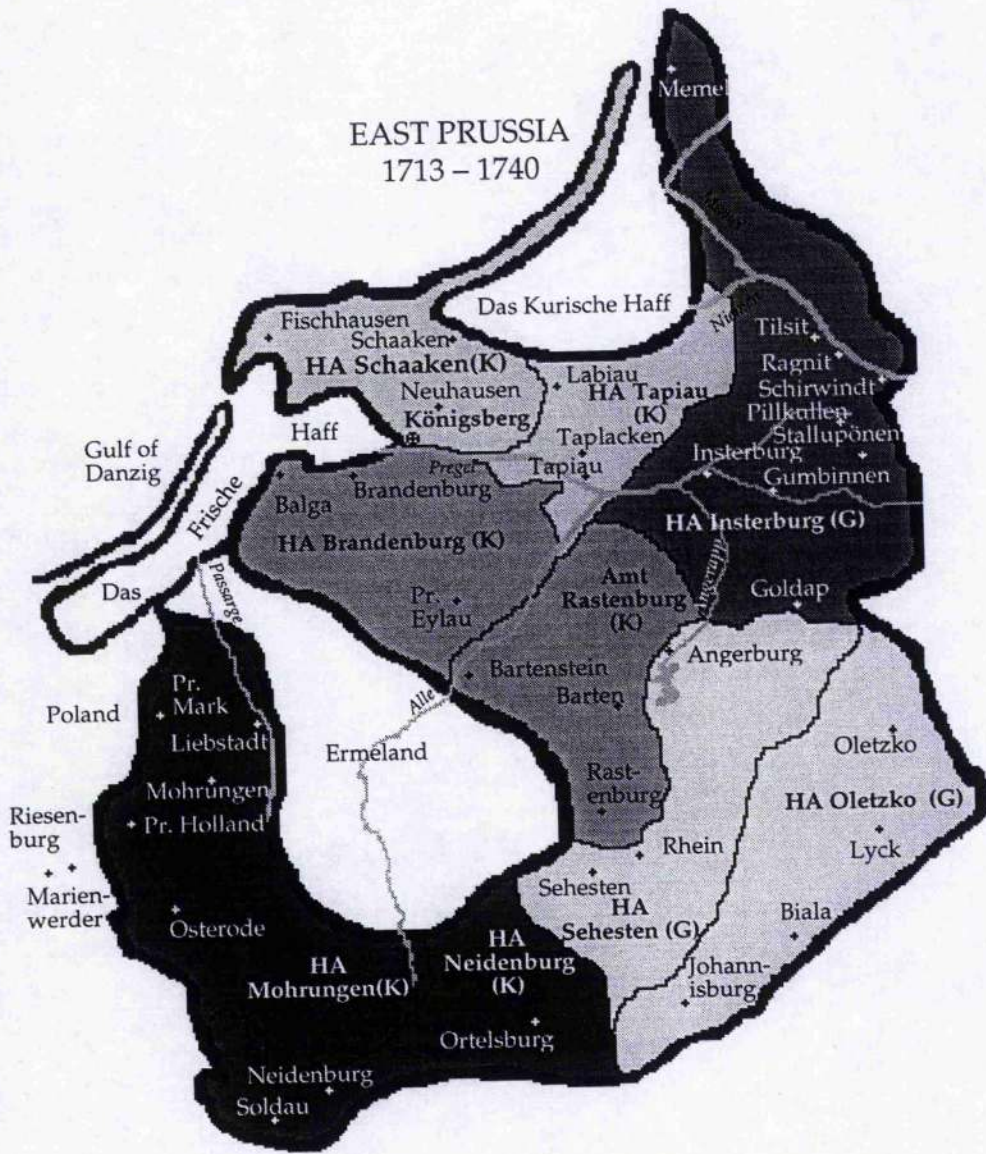 EAST PRUSSIA
1713 – 1740
Memel
Das Kurische Haff
Niemen
Fischhausen
Schaaken
HA Schaaken(K)
Neuhausen
Königsberg
Labiau
HA Tapiau
(K)
Taplacken
Tapiau
Tilsit
Ragnit
Schirwindt
Pillkallen
Stallupönen
Insterburg
Gumbinnen
HA Insterburg (G)
Goldap
Angerapp
Gulf of
Danzig
Haff
Frische
Das
Pregel
Balga
Brandenburg
HA Brandenburg (K)
Pr.
Eylau
Amt
Rastenburg
(K)
Angerburg
Bartenstein
Barten
Rast-
enburg
Passarge
Alle
Ermeland
Poland
Pr.
Mark
Liebstadt
Mohrüngen
Pr. Holland
Riesen-
burg
Marien-
werder
Osterode
HA
Mohrungen(K)
HA
Neidenburg
(K)
Ortelsburg
Neidenburg
Soldau
Oletzko
HA Oletzko (G)
Lyck
Rhein
Sehesten
HA
Sehesten (G)
Biala
Johann-
isburg